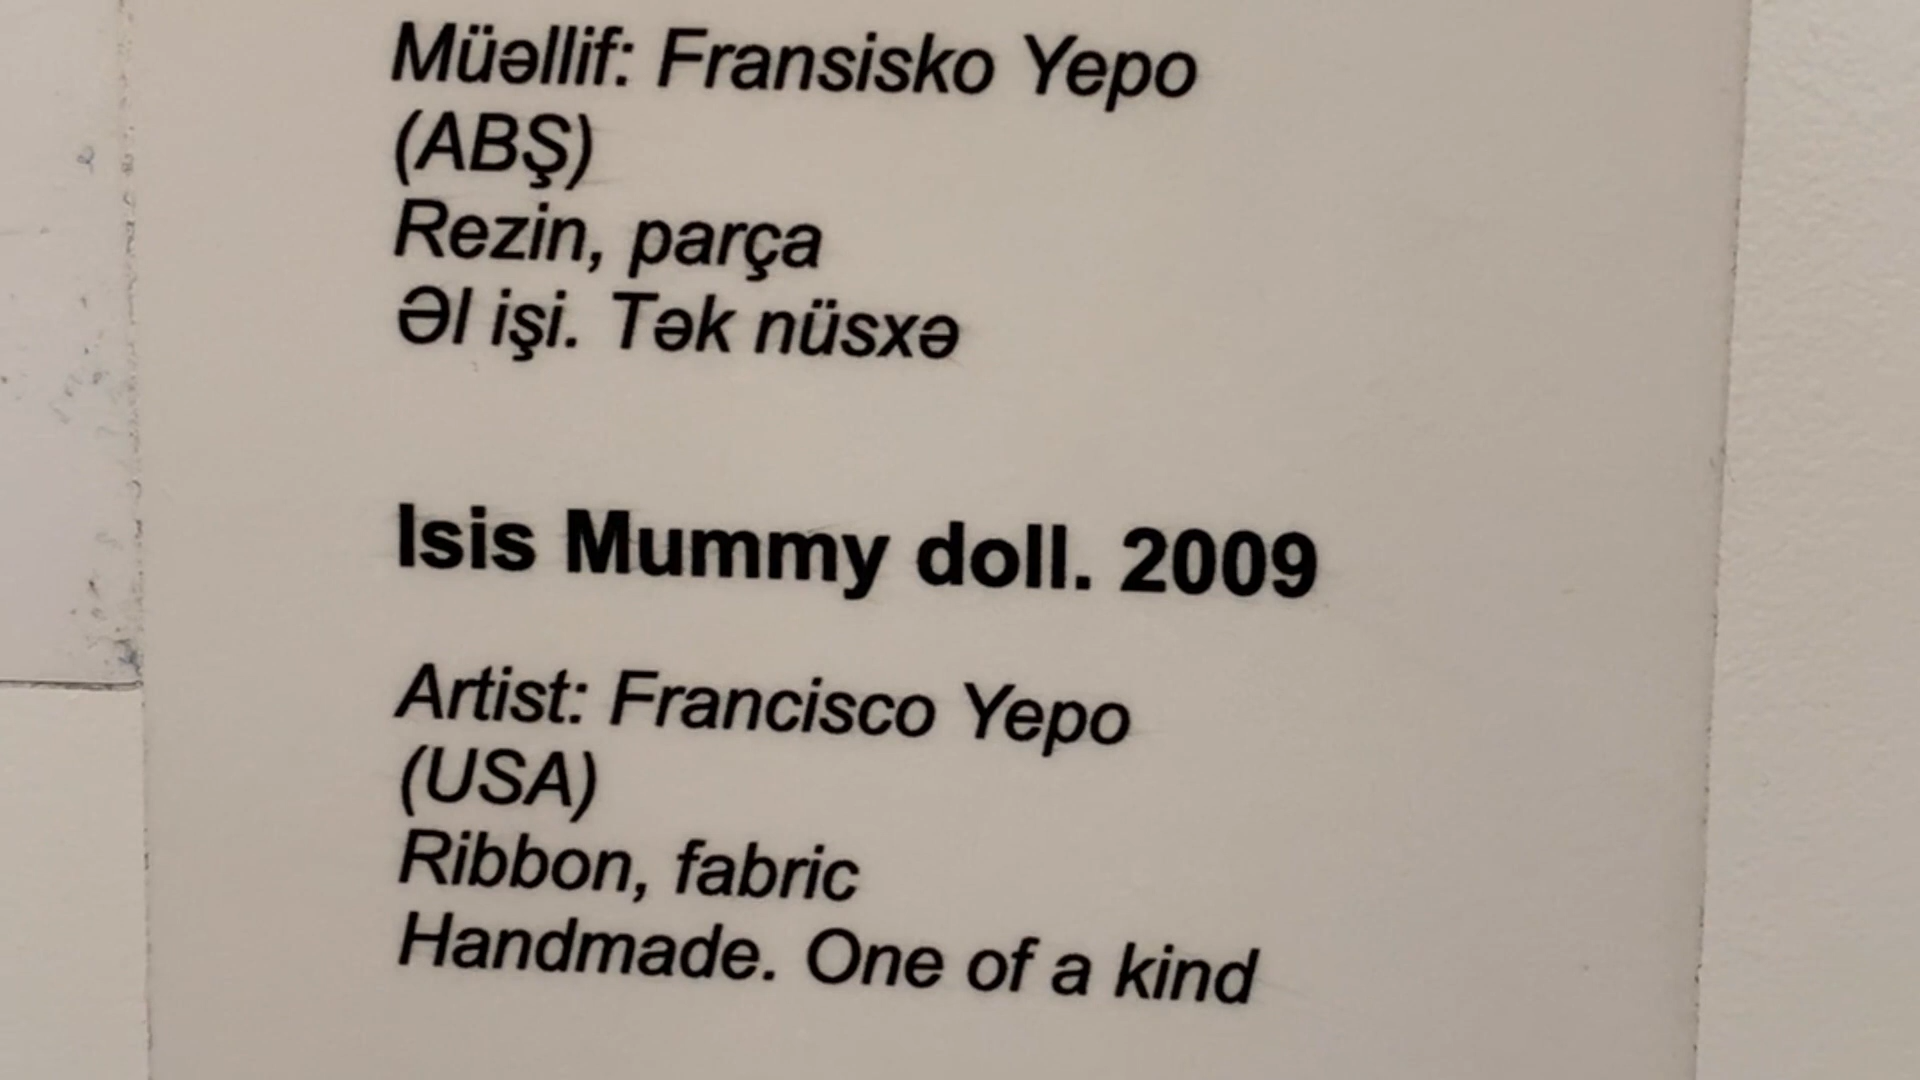 Müəllif: Fransisko Yepo
(ABŞ)
Rezin, parça
Əl işi. Tək nüsxə
Isis Mummy doll. 2009
Artist: Francisco Yepo
(USA)
Ribbon, fabric
Handmade. One of a kind